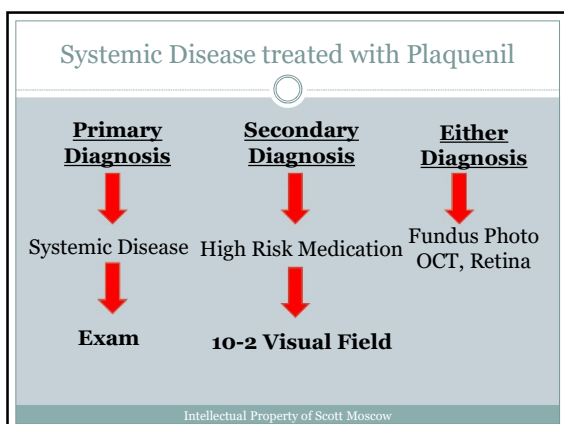 Systemic Disease treated with Plaquenil
Primary
Diagnosis
Systemic Disease
Exam
Secondary
Diagnosis
High Risk Medication
10-2 Visual Field
Either
Diagnosis
Fundus Photo
OCT, Retina
Intellectual Property of Scott Moscow